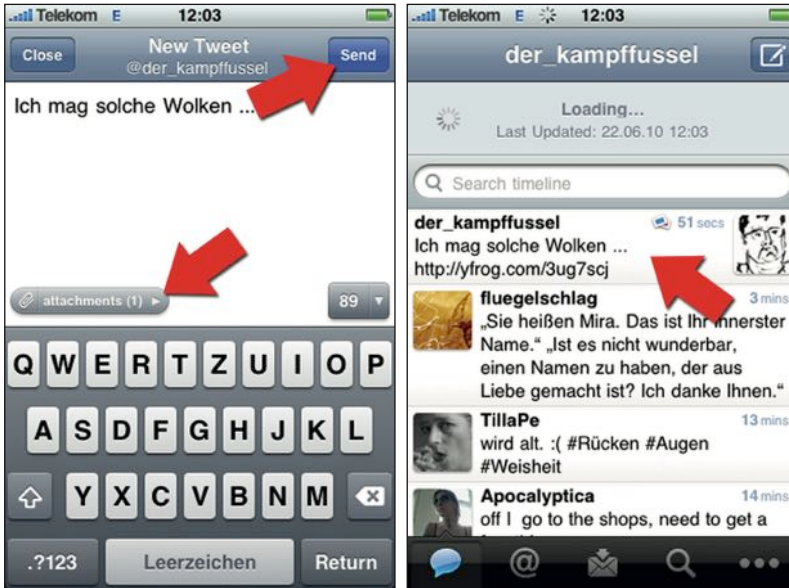 Telekom E 12:03
Close New Tweet Send
@der_kampffussel
Ich mag solche Wolken ...
attachments (1)
89
Q W E R T Z U I O P
A S D F G H J K L
Y X C V B N M
.?123 Leerzeichen Return
Telekom E 12:03
der_kampffussel
Loading...
Last Updated: 22.06.10 12:03
Search timeline
der_kampffussel 51 secs
Ich mag solche Wolken ...
http://yfrog.com/3ug7scj
fluegelschlag 3 mins
„Sie heißen Mira. Das ist Ihr innerster
Name.“ „Ist es nicht wunderbar,
einen Namen zu haben, der aus
Liebe gemacht ist? Ich danke Ihnen.“
TillaPe 13 mins
wird alt. :( #Rücken #Augen
#Weisheit
Apocalyptica 14 mins
off I go to the shops, need to get a
@